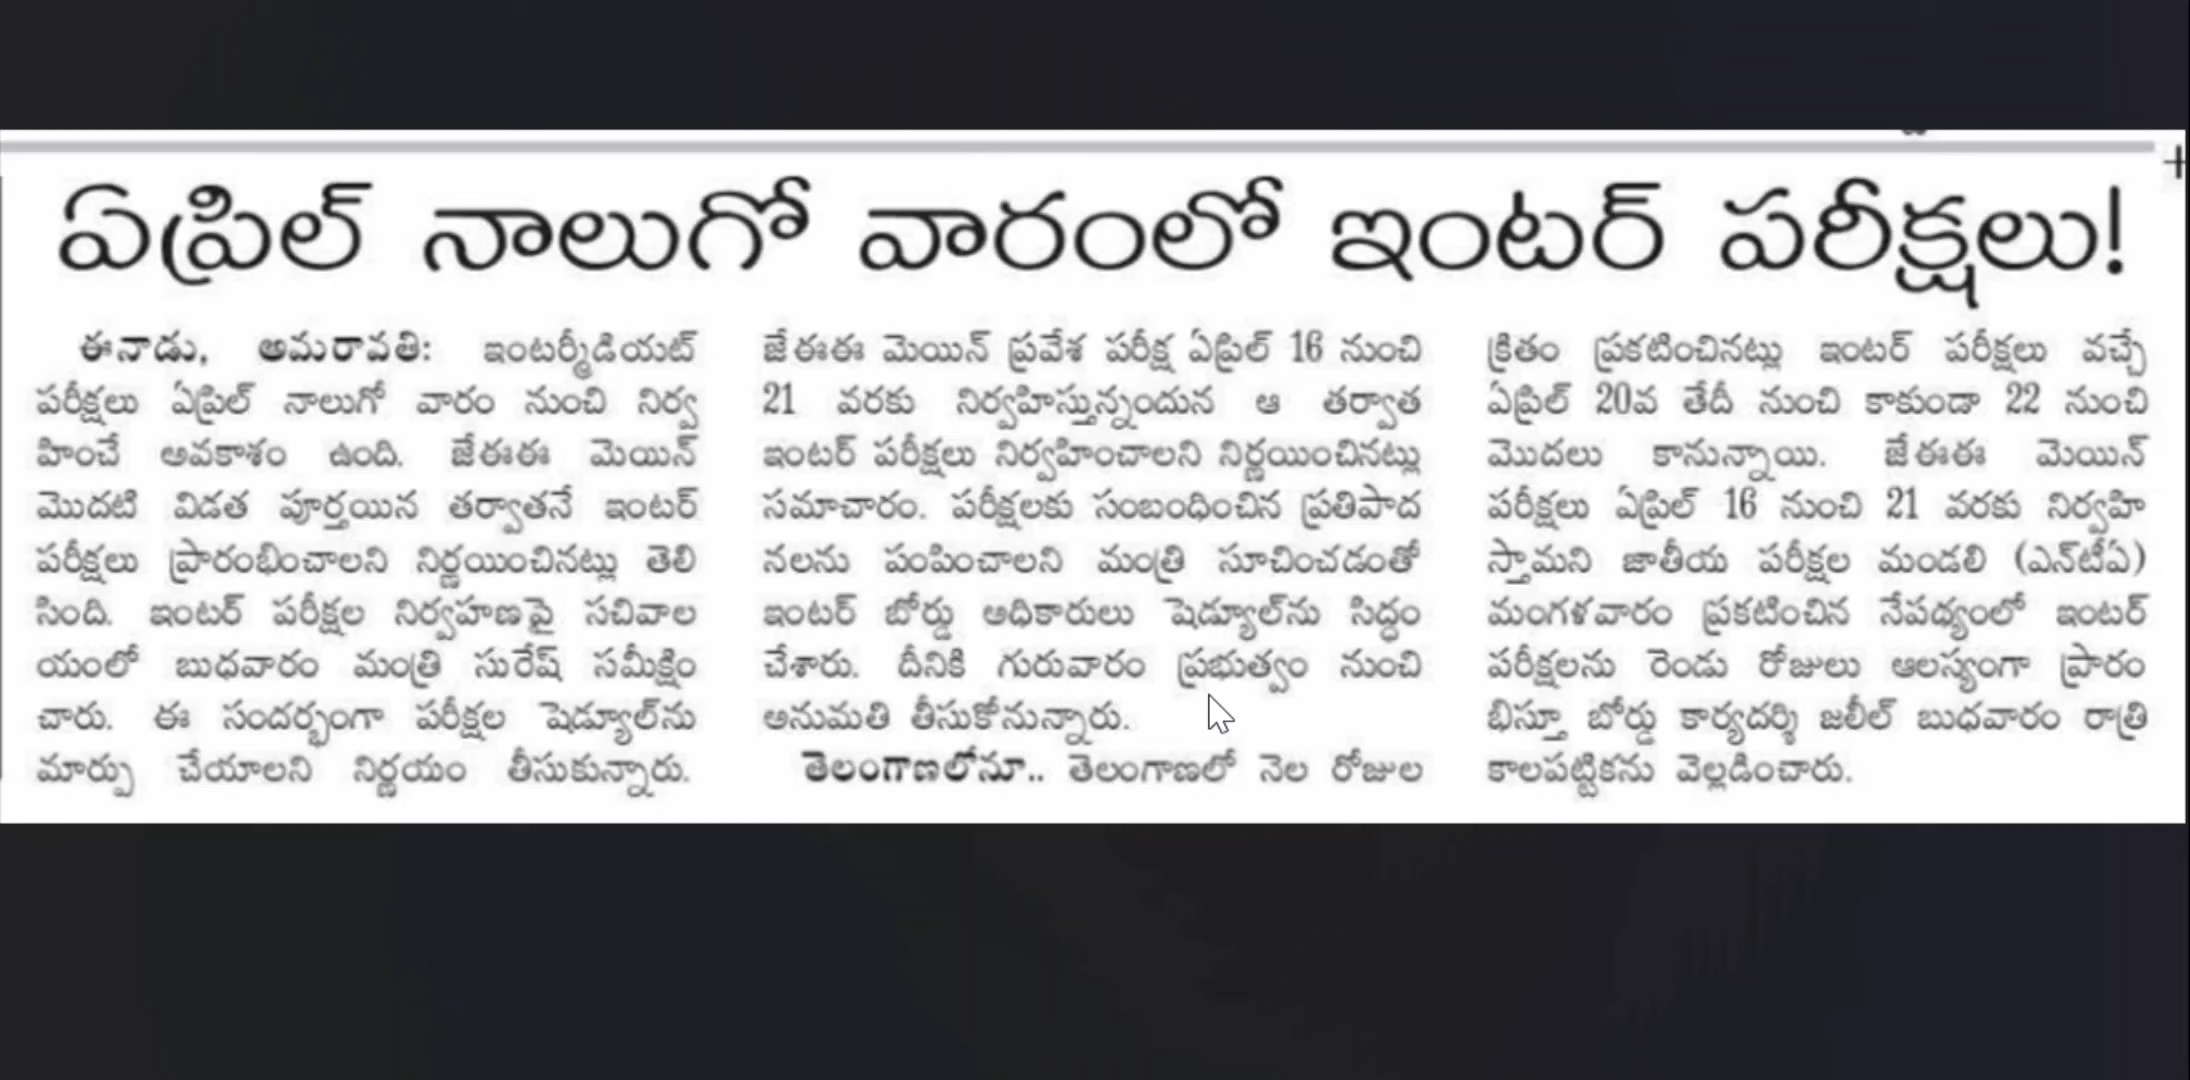 ఏప్రిల్ నాలుగో వారంలో ఇంటర్ పరీక్షలు!
ఈనాడు, అమరావతి: ఇంటర్మీడియట్
పరీక్షలు ఏప్రిల్ నాలుగో వారం నుంచి నిర్వ
హించే అవకాశం ఉంది. జేఈఈ మెయిన్
మొదటి విడత పూర్తయిన తర్వాతనే ఇంటర్
పరీక్షలు ప్రారంభించాలని నిర్ణయించినట్లు తెలి
సింది. ఇంటర్ పరీక్షల నిర్వహణపై సచివాల
యంలో బుధవారం మంత్రి సురేష్ సమీక్షిం
చారు. ఈ సందర్భంగా పరీక్షల షెడ్యూల్‌ను
మార్పు చేయాలని నిర్ణయం తీసుకున్నారు.
జేఈఈ మెయిన్ ప్రవేశ పరీక్ష ఏప్రిల్ 16 నుంచి
21 వరకు నిర్వహిస్తున్నందున ఆ తర్వాత
ఇంటర్ పరీక్షలు నిర్వహించాలని నిర్ణయించినట్లు
సమాచారం. పరీక్షలకు సంబంధించిన ప్రతిపాద
నలను పంపించాలని మంత్రి సూచించడంతో
ఇంటర్ బోర్డు అధికారులు షెడ్యూల్‌ను సిద్ధం
చేశారు. దీనికి గురువారం ప్రభుత్వం నుంచి
అనుమతి తీసుకోనున్నారు.
తెలంగాణలోనూ.. తెలంగాణలో నెల రోజుల
క్రితం ప్రకటించినట్లు ఇంటర్ పరీక్షలు వచ్చే
ఏప్రిల్ 20వ తేదీ నుంచి కాకుండా 22 నుంచి
మొదలు కానున్నాయి. జేఈఈ మెయిన్
పరీక్షలు ఏప్రిల్ 16 నుంచి 21 వరకు నిర్వహి
స్తామని జాతీయ పరీక్షల మండలి (ఎన్‌టీఏ)
మంగళవారం ప్రకటించిన నేపథ్యంలో ఇంటర్
పరీక్షలను రెండు రోజులు ఆలస్యంగా ప్రారం
భిస్తూ బోర్డు కార్యదర్శి జలీల్ బుధవారం రాత్రి
కాలపట్టికను వెల్లడించారు.